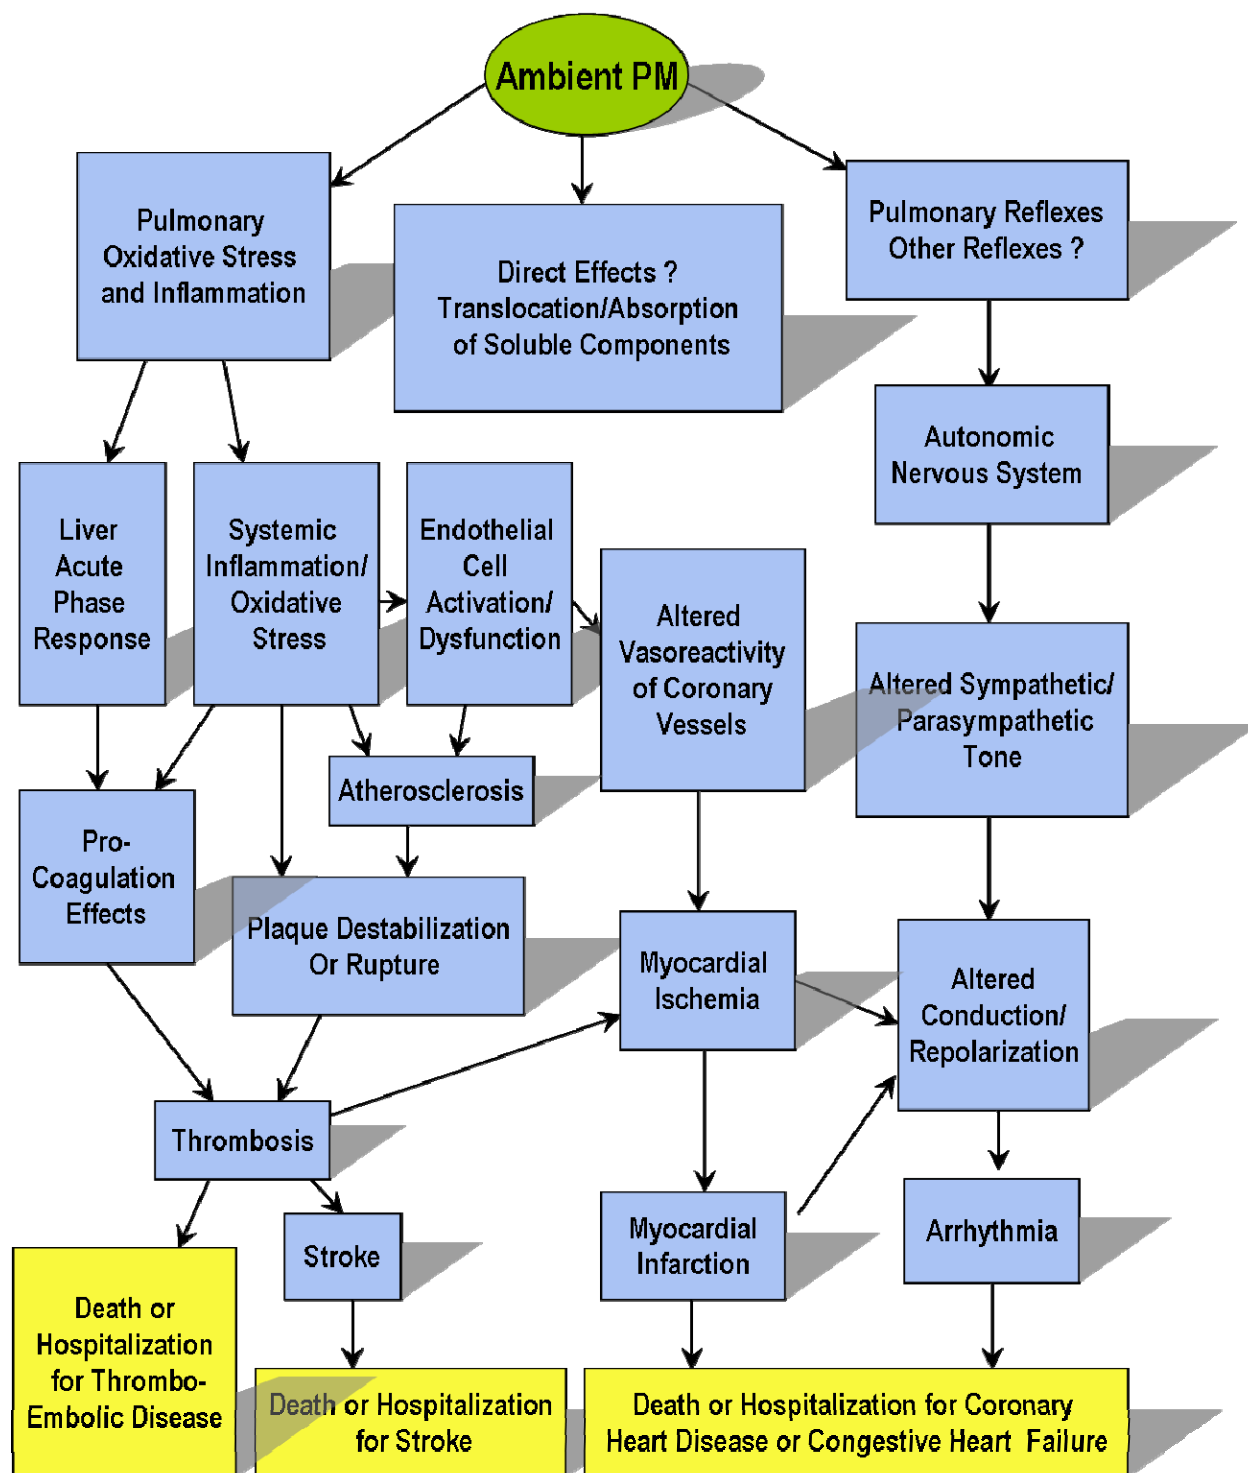 Ambient PM
Pulmonary
Oxidative Stress
and Inflammation
Direct Effects ?
Translocation/Absorption
of Soluble Components
Pulmonary Reflexes
Other Reflexes ?
Autonomic
Nervous System
Liver
Acute
Phase
Response
Systemic
Inflammation/
Oxidative
Stress
Endothelial
Cell
Activation/
Dysfunction
Altered
Vasoreactivity
of Coronary
Vessels
Altered Sympathetic/
Parasympathetic
Tone
Atherosclerosis
Pro-
Coagulation
Effects
Plaque Destabilization
Or Rupture
Myocardial
Ischemia
Altered
Conduction/
Repolarization
Thrombosis
Stroke
Myocardial
Infarction
Arrhythmia
Death or
Hospitalization
for Thrombo-
Embolic Disease
Death or Hospitalization
for Stroke
Death or Hospitalization for Coronary
Heart Disease or Congestive Heart Failure